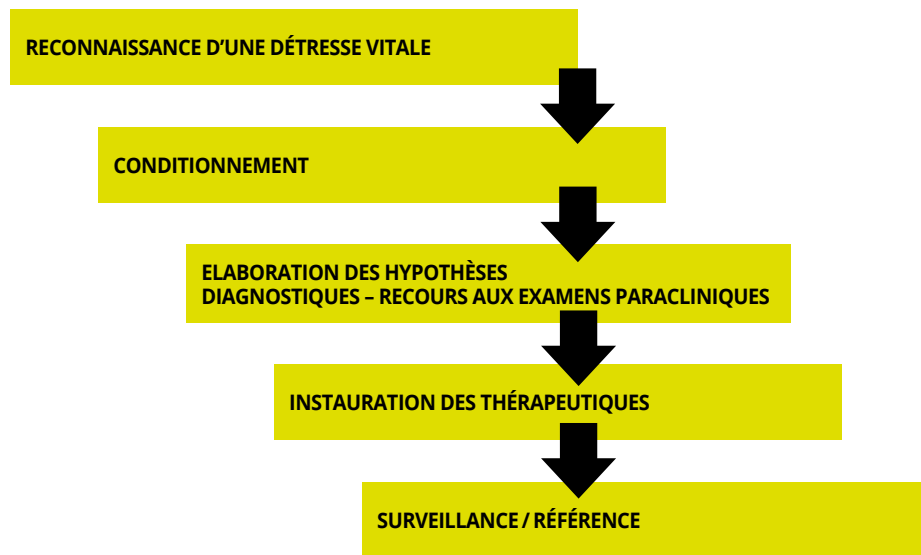 RECONNAISSANCE D’UNE DÉTRESSE VITALE
CONDITIONNEMENT
ELABORATION DES HYPOTHÈSES
DIAGNOSTIQUES – RECOURS AUX EXAMENS PARACLINIQUES
INSTAURATION DES THÉRAPEUTIQUES
SURVEILLANCE / RÉFÉRENCE